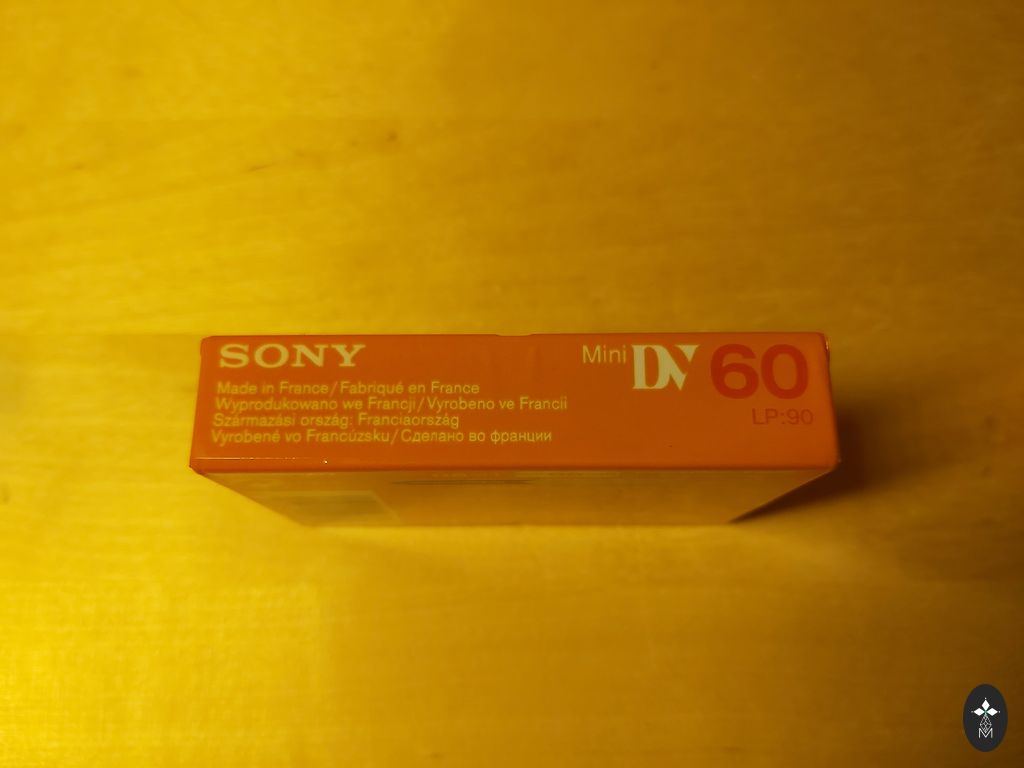 SONY
Mini DV 60
LP:90
Made in France/Fabriqué en France
Wyprodukowano we Francji/Vyrobeno ve Francii
Származási ország: Franciaország
Vyrobené vo Francúzsku/Сделано во франции
M